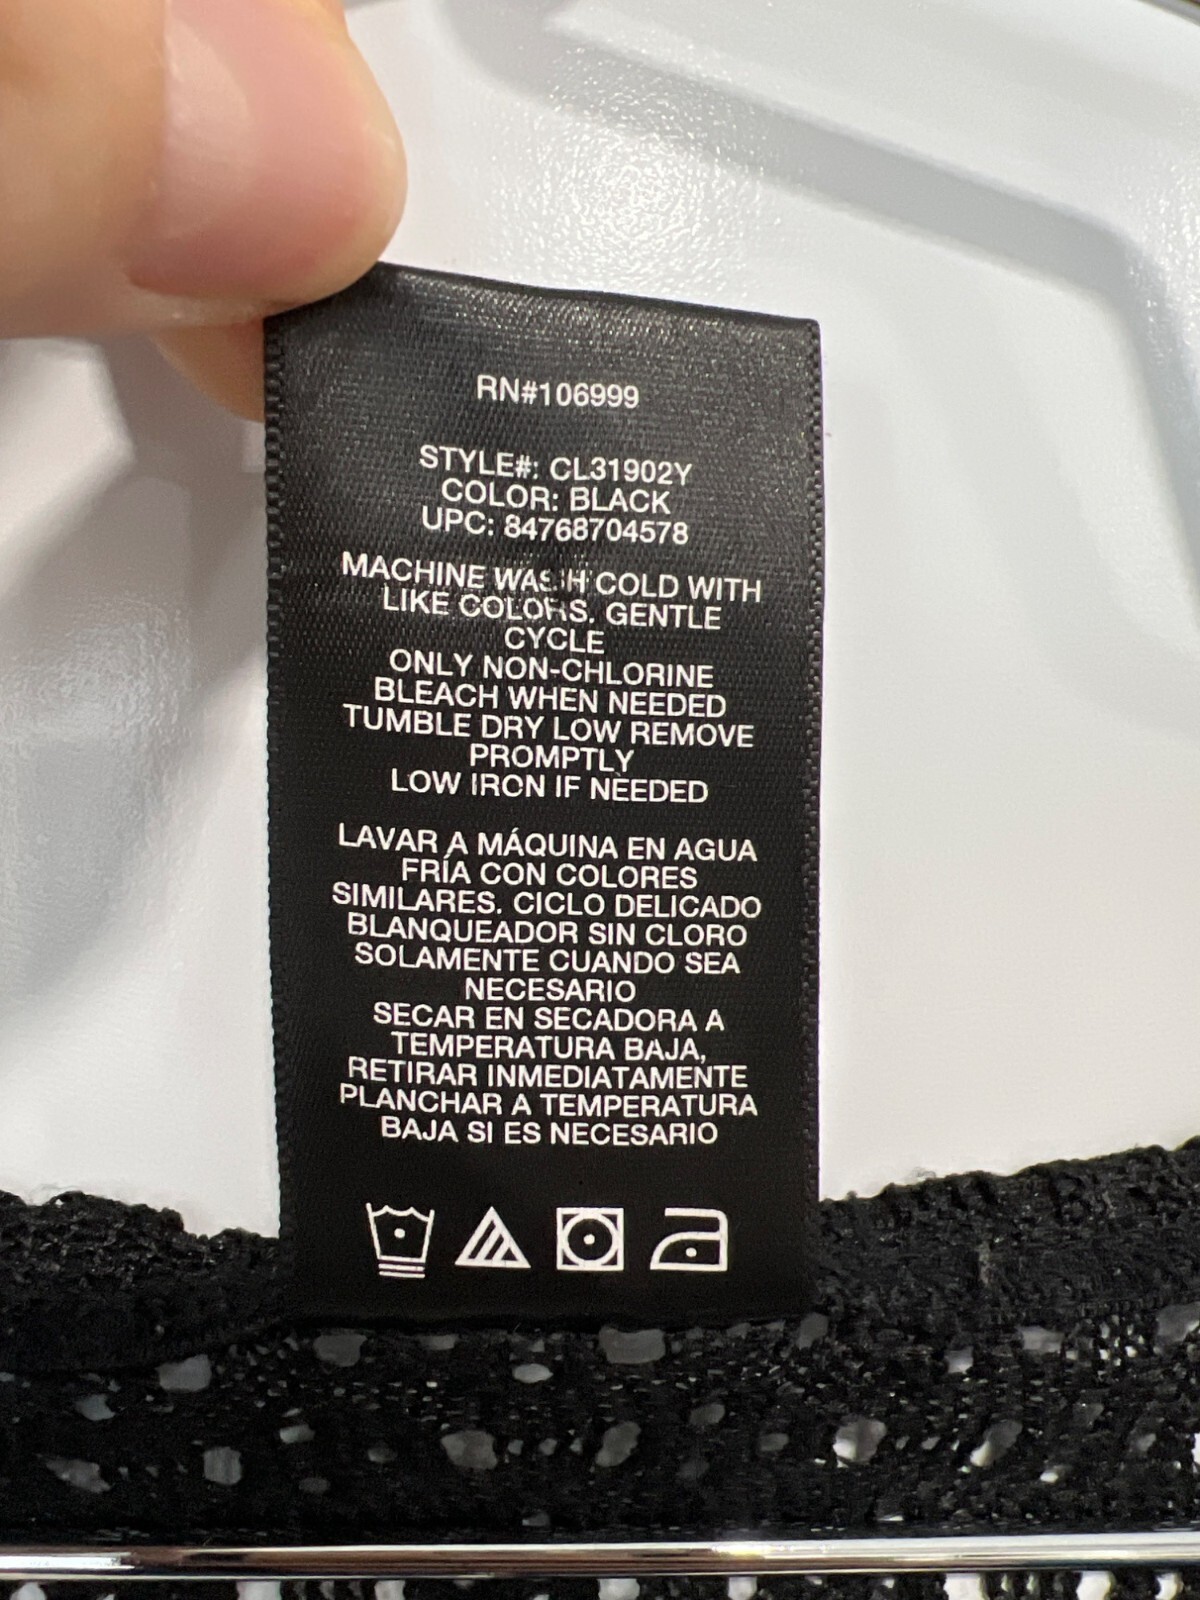 RN#106999
STYLE#: CL31902Y
COLOR: BLACK
UPC: 84768704578
MACHINE WASH COLD WITH
LIKE COLORS. GENTLE
CYCLE
ONLY NON-CHLORINE
BLEACH WHEN NEEDED
TUMBLE DRY LOW REMOVE
PROMPTLY
LOW IRON IF NEEDED
LAVAR A MÁQUINA EN AGUA
FRÍA CON COLORES
SIMILARES. CICLO DELICADO
BLANQUEADOR SIN CLORO
SOLAMENTE CUANDO SEA
NECESARIO
SECAR EN SECADORA A
TEMPERATURA BAJA,
RETIRAR INMEDIATAMENTE
PLANCHAR A TEMPERATURA
BAJA SI ES NECESARIO